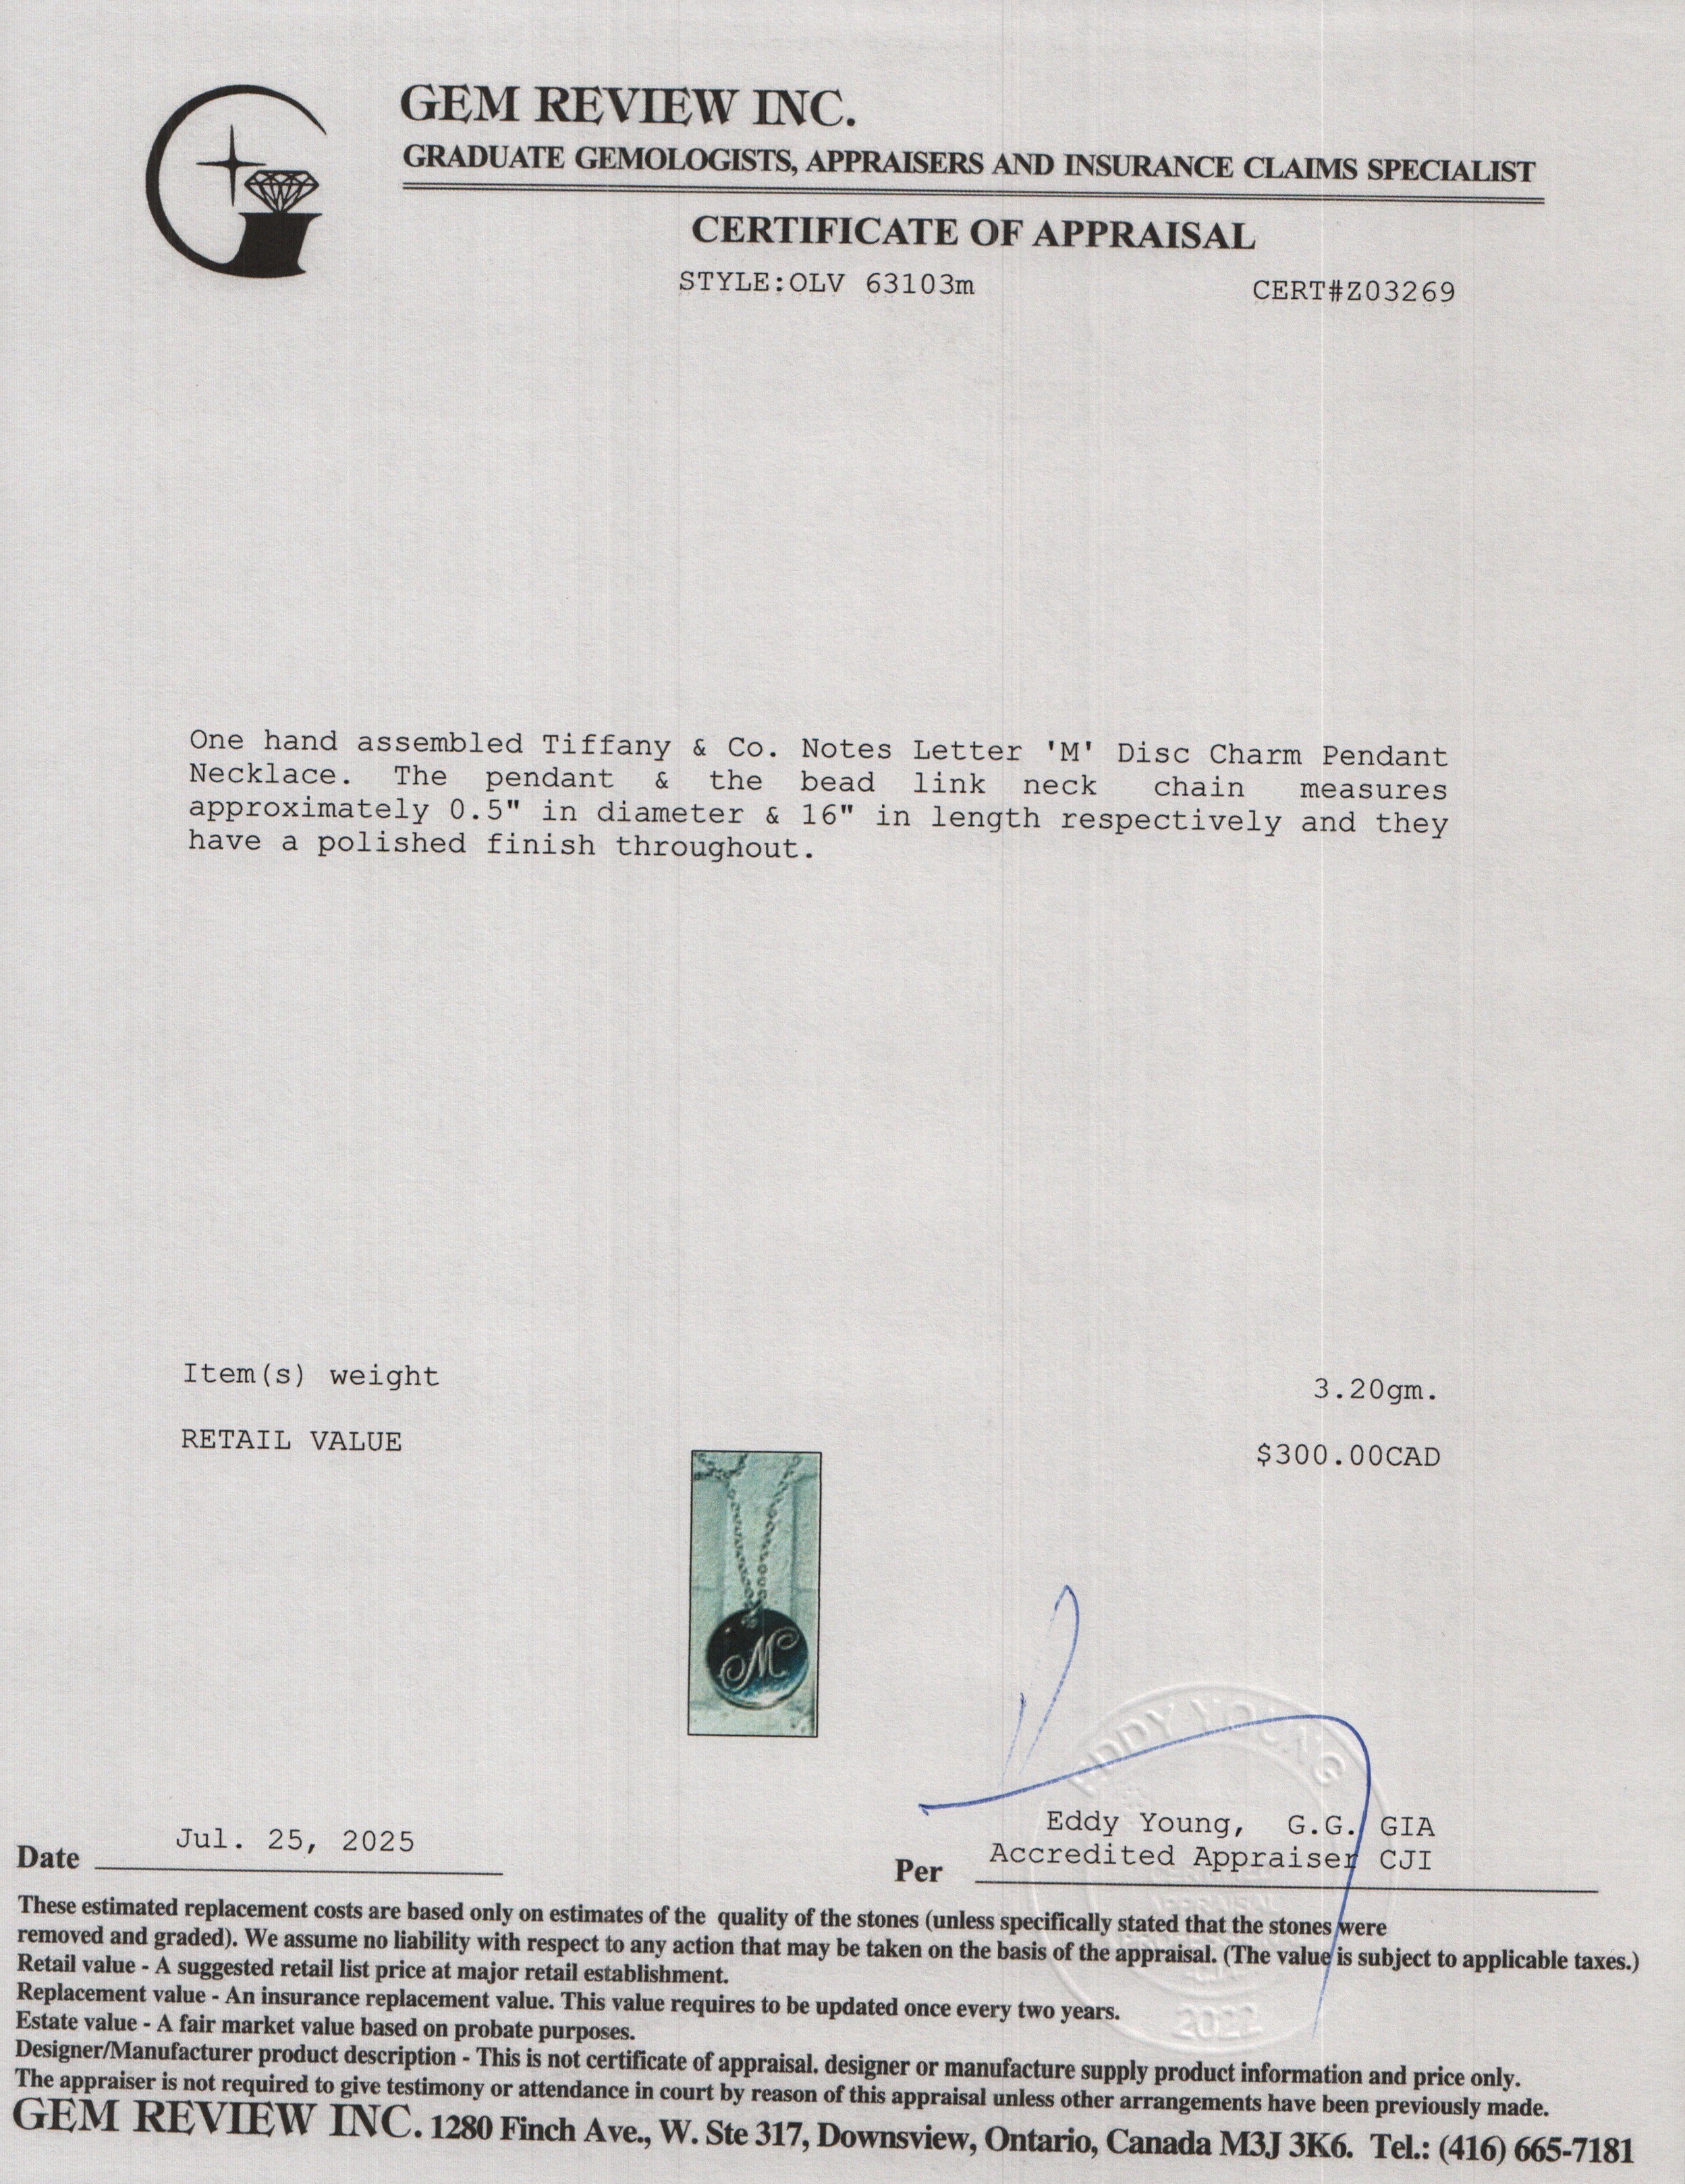 GEM REVIEW INC.
GRADUATE GEMOLOGISTS, APPRAISERS AND INSURANCE CLAIMS SPECIALIST
CERTIFICATE OF APPRAISAL
STYLE:OLV 63103m CERT#Z03269
One hand assembled Tiffany & Co. Notes Letter 'M' Disc Charm Pendant
Necklace. The pendant & the bead link neck chain measures
approximately 0.5" in diameter & 16" in length respectively and they
have a polished finish throughout.
Item(s) weight 3.20gm.
RETAIL VALUE $300.00CAD
M
EDDY YOUNG
Eddy Young, G.G. GIA
Accredited Appraiser CJI
Date Jul. 25, 2025 Per
These estimated replacement costs are based only on estimates of the quality of the stones (unless specifically stated that the stones were
removed and graded). We assume no liability with respect to any action that may be taken on the basis of the appraisal. (The value is subject to applicable taxes.)
Retail value - A suggested retail list price at major retail establishment.
Replacement value - An insurance replacement value. This value requires to be updated once every two years.
2022
Estate value - A fair market value based on probate purposes.
Designer/Manufacturer product description - This is not certificate of appraisal. designer or manufacture supply product information and price only.
The appraiser is not required to give testimony or attendance in court by reason of this appraisal unless other arrangements have been previously made.
GEM REVIEW INC. 1280 Finch Ave., W. Ste 317, Downsview, Ontario, Canada M3J 3K6. Tel.: (416) 665-7181